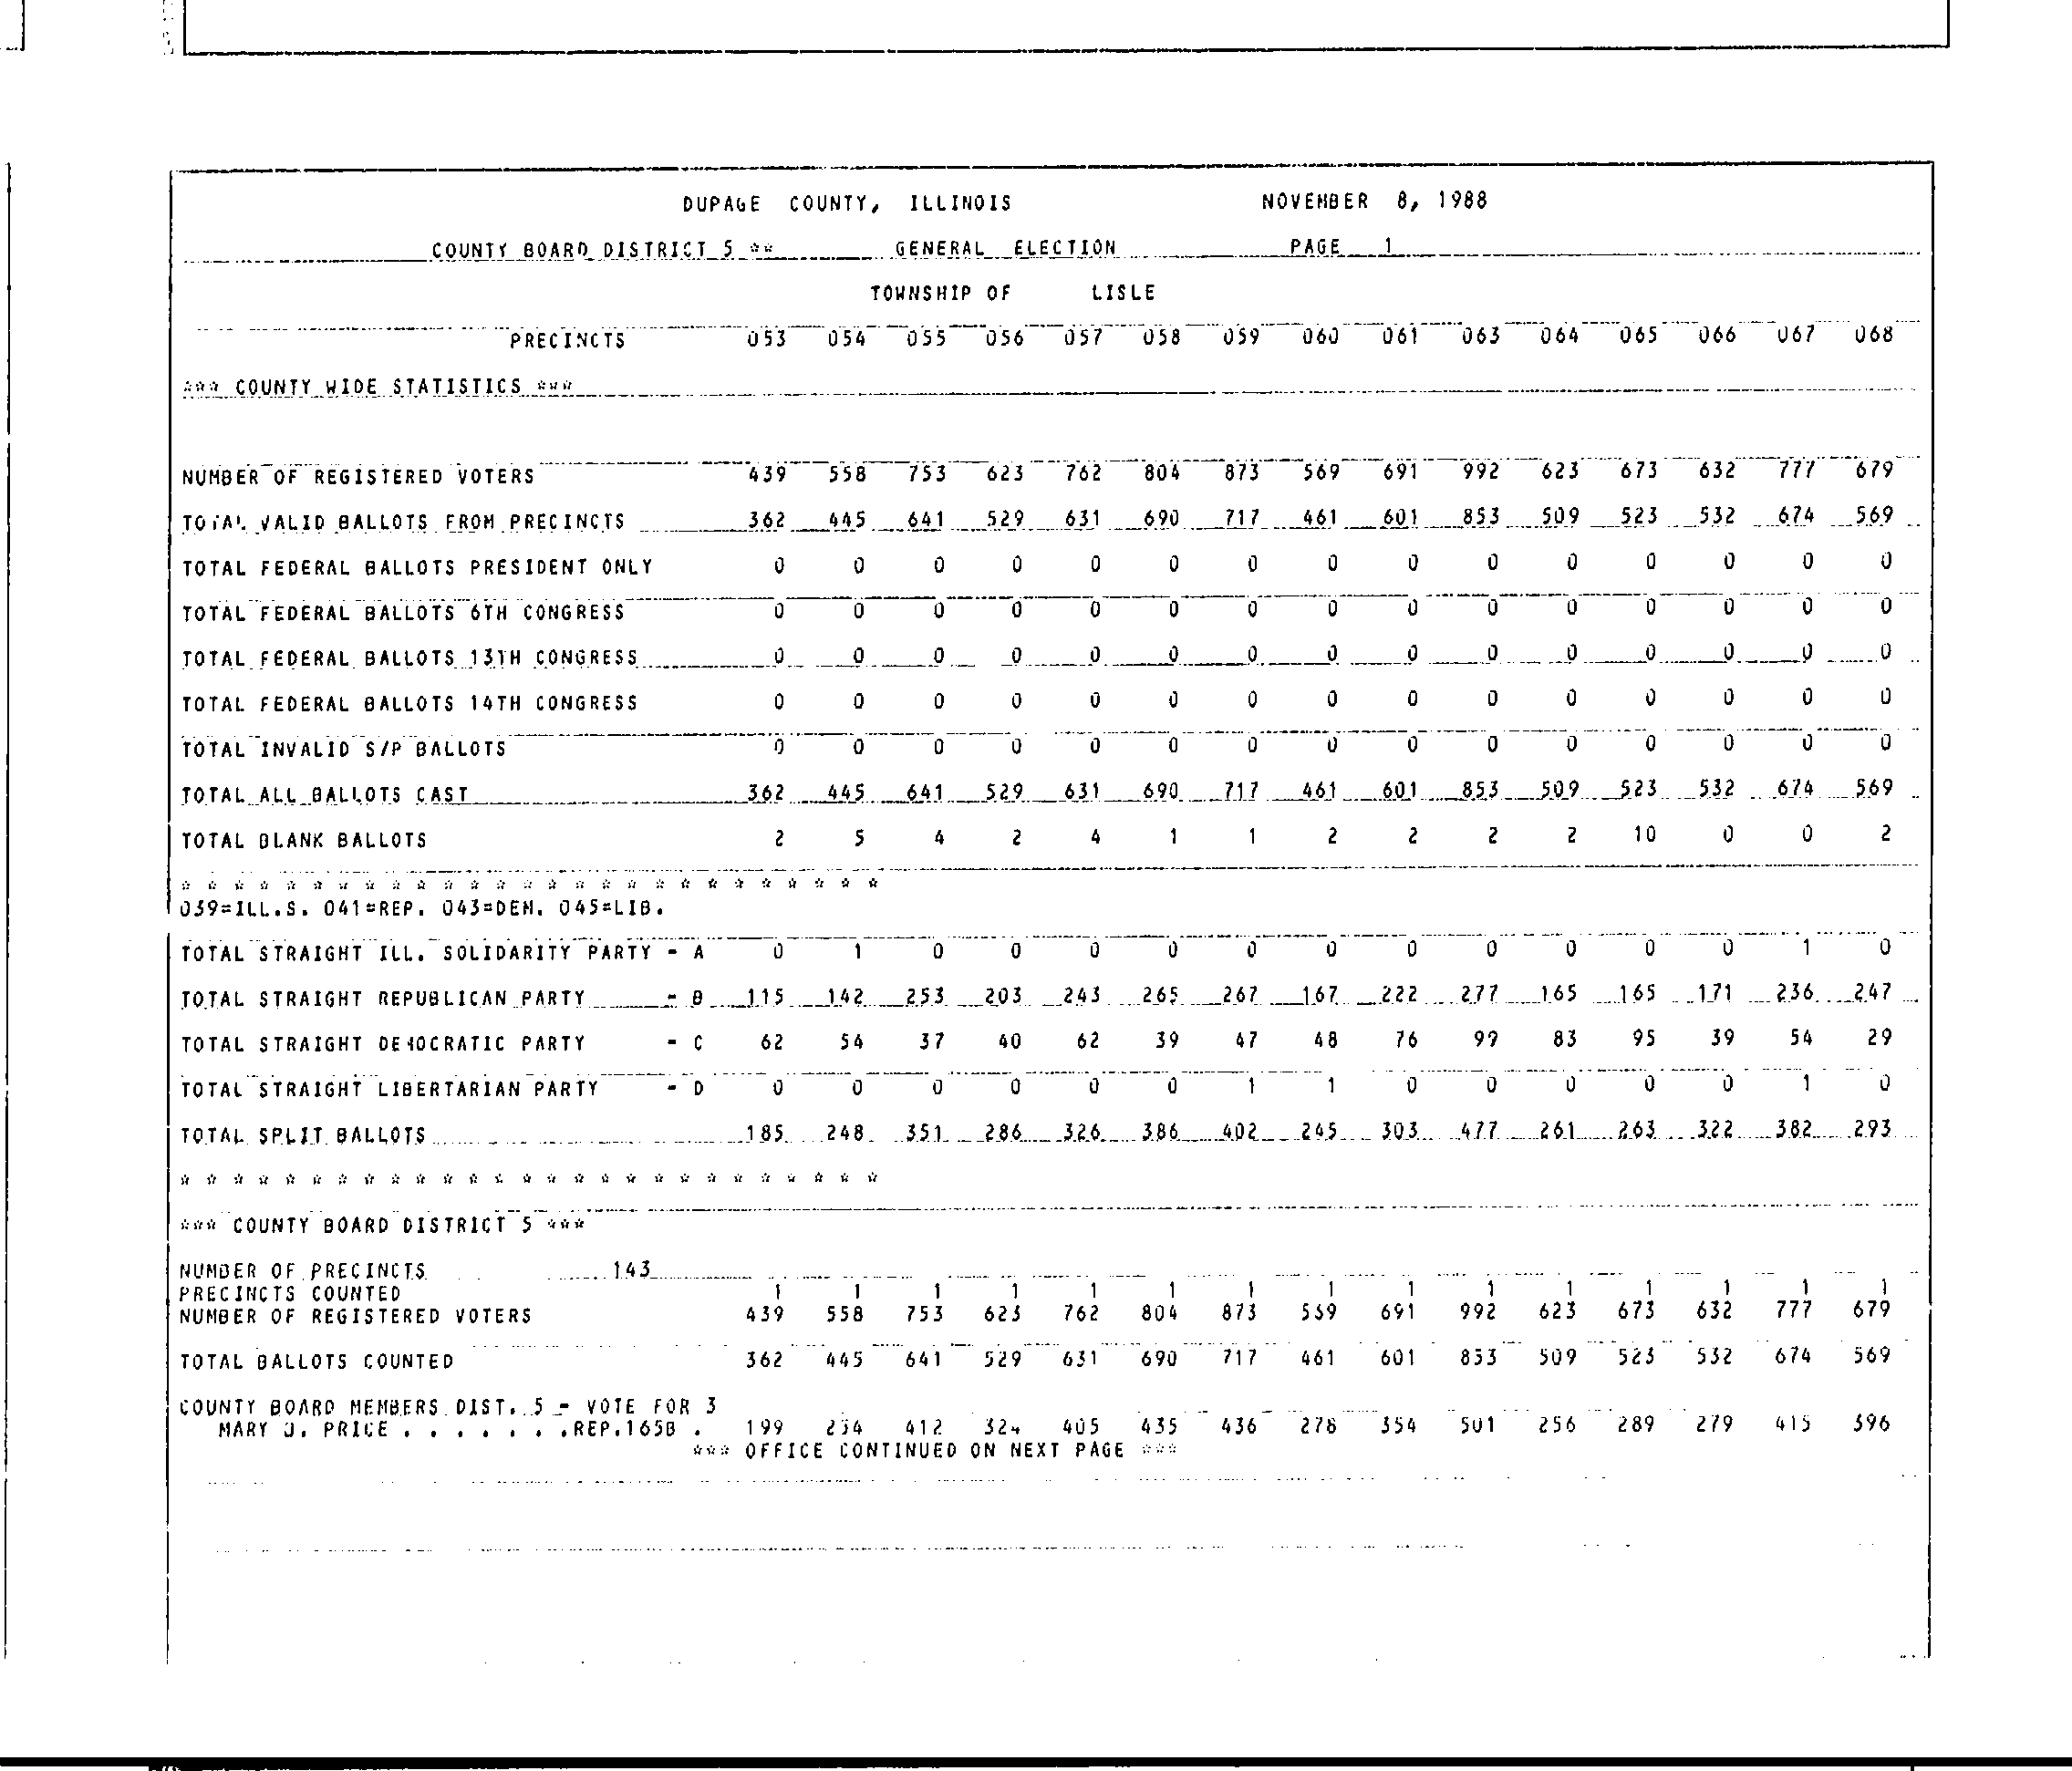 DUPAGE COUNTY, ILLINOIS NOVEMBER 8, 1988
COUNTY BOARD DISTRICT 5 ** GENERAL ELECTION PAGE 1
TOWNSHIP OF LISLE
PRECINCTS 053 054 055 056 057 058 059 060 061 063 064 065 066 067 068
*** COUNTY WIDE STATISTICS ***
NUMBER OF REGISTERED VOTERS 439 558 753 623 762 804 873 569 691 992 623 673 632 777 679
TOTAL VALID BALLOTS FROM PRECINCTS 362 445 641 529 631 690 717 461 601 853 509 523 532 674 569
TOTAL FEDERAL BALLOTS PRESIDENT ONLY 0 0 0 0 0 0 0 0 0 0 0 0 0 0 0
TOTAL FEDERAL BALLOTS 6TH CONGRESS 0 0 0 0 0 0 0 0 0 0 0 0 0 0 0
TOTAL FEDERAL BALLOTS 13TH CONGRESS 0 0 0 0 0 0 0 0 0 0 0 0 0 0 0
TOTAL FEDERAL BALLOTS 14TH CONGRESS 0 0 0 0 0 0 0 0 0 0 0 0 0 0 0
TOTAL INVALID S/P BALLOTS 0 0 0 0 0 0 0 0 0 0 0 0 0 0 0
TOTAL ALL BALLOTS CAST 362 445 641 529 631 690 717 461 601 853 509 523 532 674 569
TOTAL BLANK BALLOTS 2 5 4 2 4 1 1 2 2 2 2 10 0 0 2
* * * * * * * * * * * * * * * * * * * * * * * * * * *
039=ILL.S. 041=REP. 043=DEM. 045=LIB.
TOTAL STRAIGHT ILL. SOLIDARITY PARTY - A 0 1 0 0 0 0 0 0 0 0 0 0 0 1 0
TOTAL STRAIGHT REPUBLICAN PARTY - B 115 142 253 203 243 265 267 167 222 277 165 165 171 236 247
TOTAL STRAIGHT DEMOCRATIC PARTY - C 62 54 37 40 62 39 47 48 76 99 83 95 39 54 29
TOTAL STRAIGHT LIBERTARIAN PARTY - D 0 0 0 0 0 0 1 1 0 0 0 0 0 1 0
TOTAL SPLIT BALLOTS 185 248 351 286 326 386 402 245 303 477 261 263 322 382 293
* * * * * * * * * * * * * * * * * * * * * * * * * * *
*** COUNTY BOARD DISTRICT 5 ***
NUMBER OF PRECINCTS 143
PRECINCTS COUNTED 1 1 1 1 1 1 1 1 1 1 1 1 1 1 1
NUMBER OF REGISTERED VOTERS 439 558 753 623 762 804 873 569 691 992 623 673 632 777 679
TOTAL BALLOTS COUNTED 362 445 641 529 631 690 717 461 601 853 509 523 532 674 569
COUNTY BOARD MEMBERS DIST. 5 - VOTE FOR 3
MARY J. PRICE . . . . . . .REP.165B . 199 234 412 324 405 435 436 278 354 501 256 289 279 415 396
*** OFFICE CONTINUED ON NEXT PAGE ***